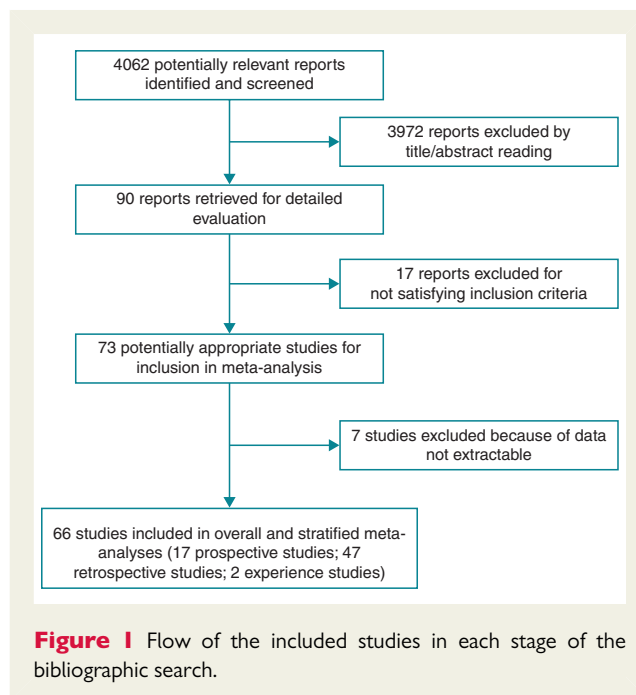 4062 potentially relevant reports
identified and screened
3972 reports excluded by
title/abstract reading
90 reports retrieved for detailed
evaluation
17 reports excluded for
not satisfying inclusion criteria
73 potentially appropriate studies for
inclusion in meta-analysis
7 studies excluded because of data
not extractable
66 studies included in overall and stratified meta-
analyses (17 prospective studies; 47
retrospective studies; 2 experience studies)
Figure 1 Flow of the included studies in each stage of the
bibliographic search.